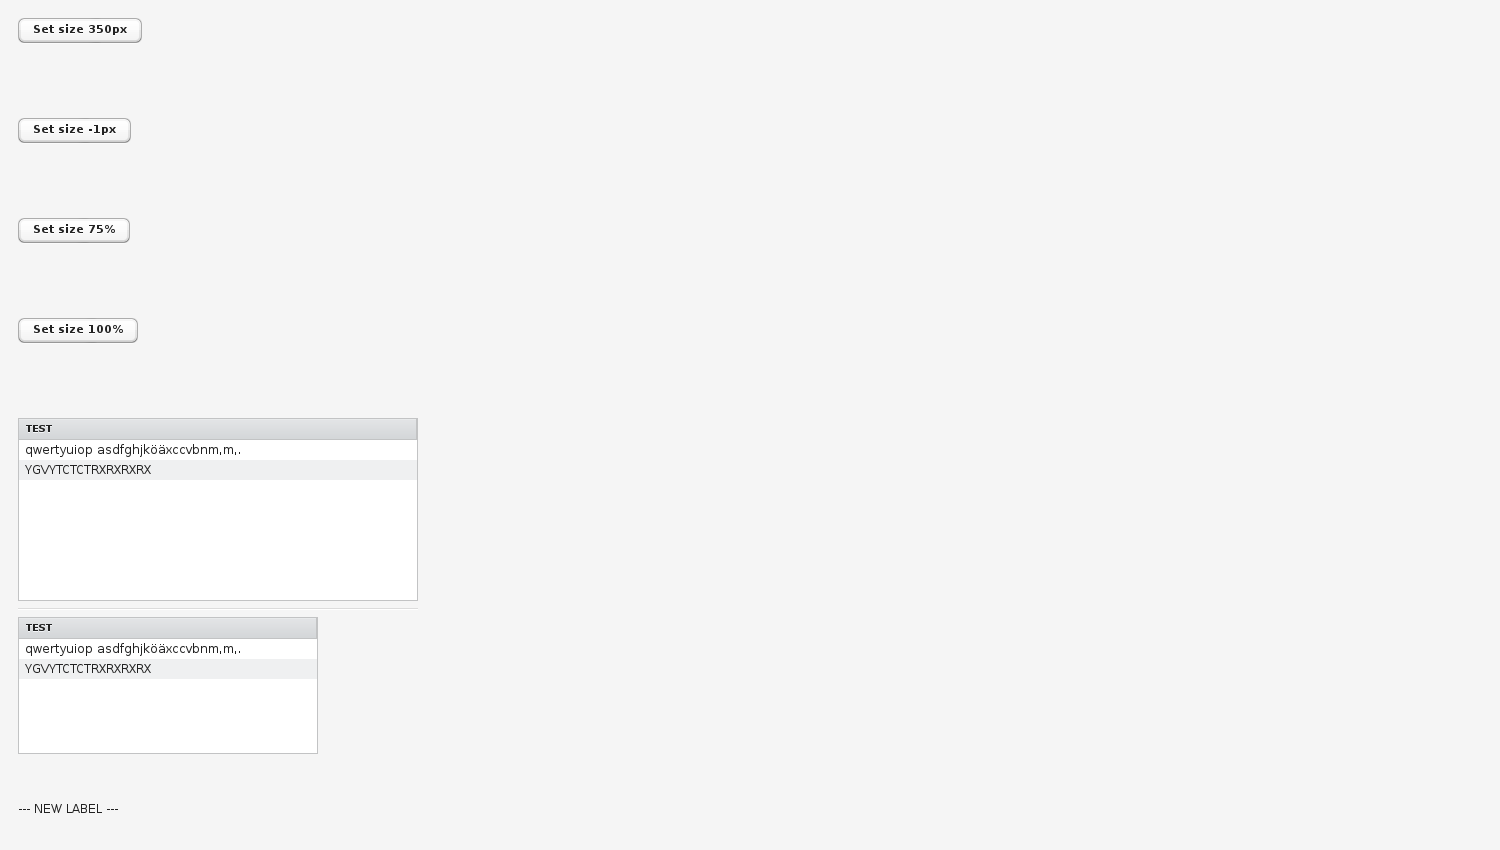 Set size 350px
Set size -1px
Set size 75%
Set size 100%
TEST
qwertyuiop asdfghjköäxccvbnm,m,.
YGVYTCTCTRXRXRXRX
TEST
qwertyuiop asdfghjköäxccvbnm,m,.
YGVYTCTCTRXRXRXRX
--- NEW LABEL ---